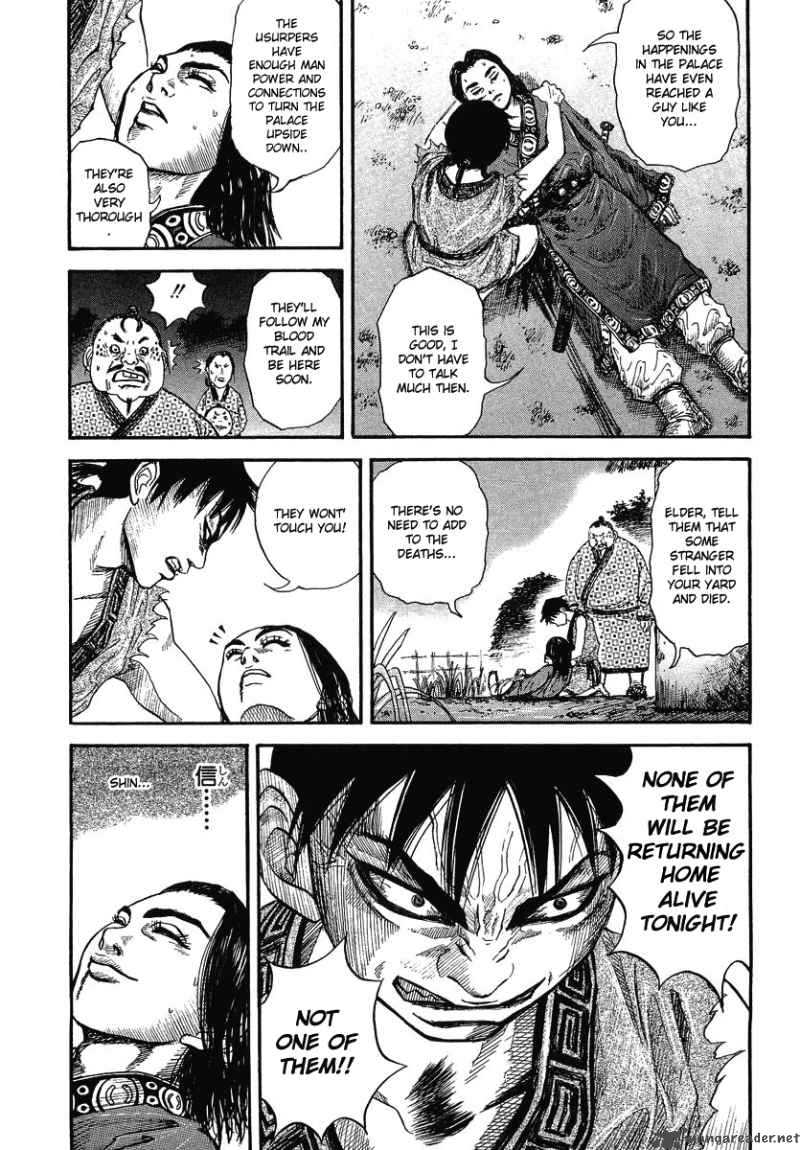 SO THE
HAPPENINGS
IN THE
PALACE
HAVE EVEN
REACHED A
GUY LIKE
YOU...
THIS IS
GOOD, I
DON'T HAVE
TO TALK
MUCH THEN.
THE
USURPERS
HAVE
ENOUGH MAN
POWER AND
CONNECTIONS
TO TURN THE
PALACE
UPSIDE
DOWN..
THEY'RE
ALSO
VERY
THOROUGH
THEY'LL
FOLLOW MY
BLOOD
TRAIL AND
BE HERE
SOON.
!!
ELDER, TELL
THEM THAT
SOME
STRANGER
FELL INTO
YOUR YARD
AND DIED.
THERE'S NO
NEED TO ADD
TO THE
DEATHS...
THEY WONT'
TOUCH YOU!
NONE OF
THEM
WILL BE
RETURNING
HOME
ALIVE
TONIGHT!
NOT
ONE OF
THEM!!
信……
しん
SHIN...
mangareader.net